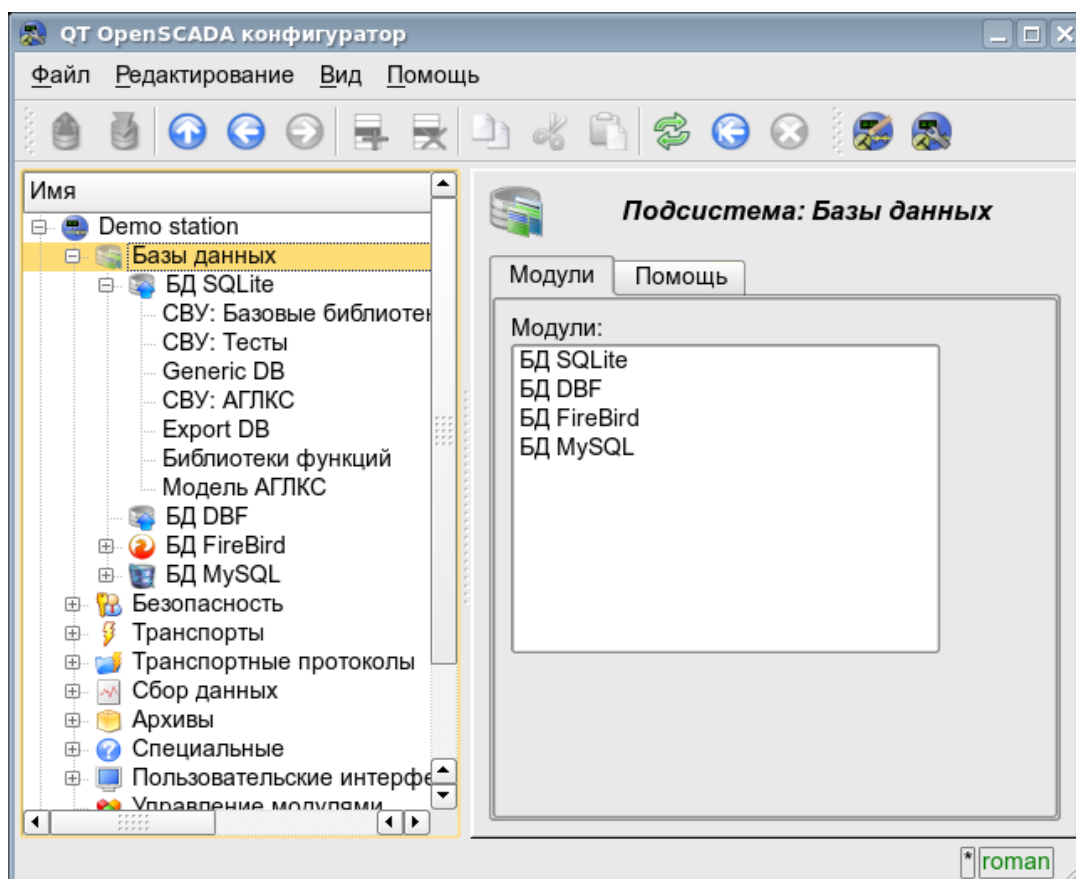 QT OpenSCADA конфигуратор
Файл Редактирование Вид Помощь
Имя
Demo station
Базы данных
БД SQLite
СВУ: Базовые библиотек
СВУ: Тесты
Generic DB
СВУ: АГЛКС
Export DB
Библиотеки функций
Модель АГЛКС
БД DBF
БД FireBird
БД MySQL
Безопасность
Транспорты
Транспортные протоколы
Сбор данных
Архивы
Специальные
Пользовательские интерфе
Управление модулями
Подсистема: Базы данных
Модули Помощь
Модули:
БД SQLite
БД DBF
БД FireBird
БД MySQL
* roman